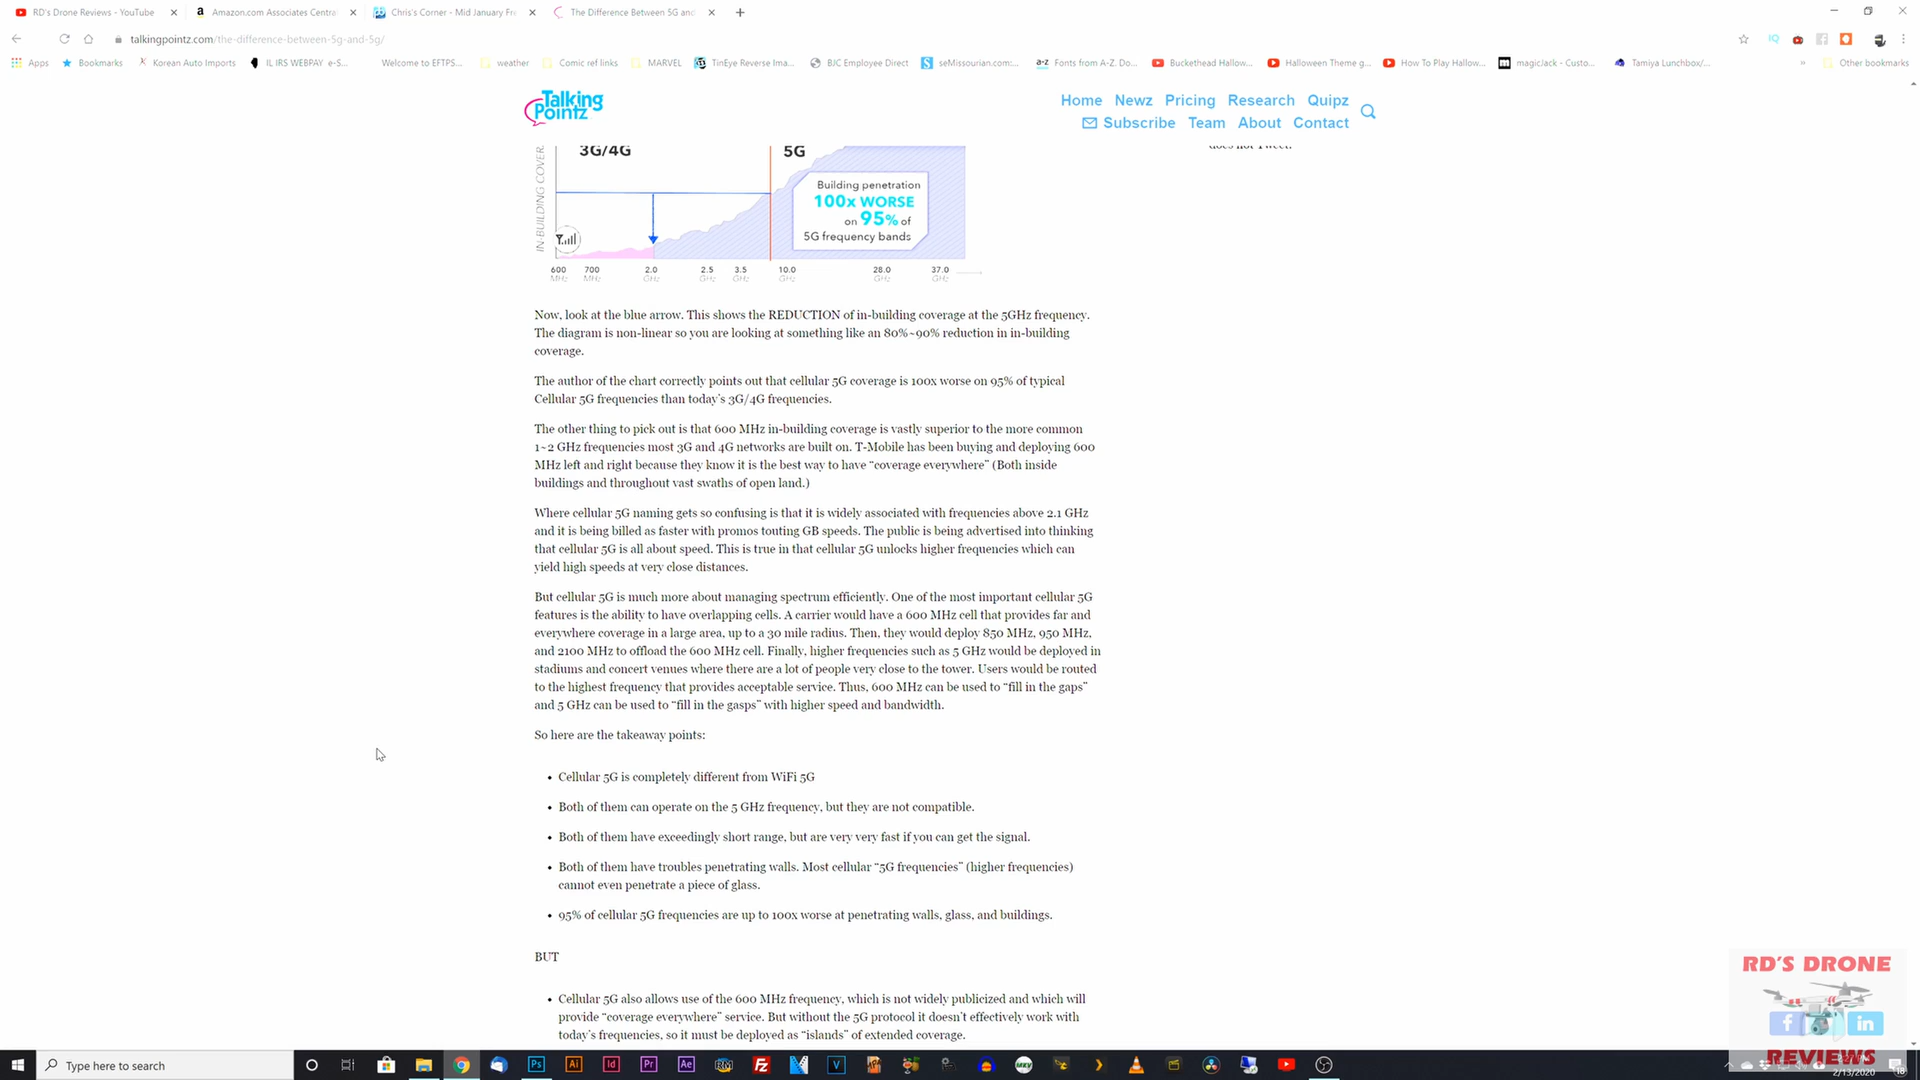 RD's Drone Reviews - YouTube
Amazon.com Associates Centra
Chris's Corner - Mid January Fr
The Difference Between 5G and
talkingpointz.com/the-difference-between-5g-and-5g/
Apps
Bookmarks
Korean Auto Imports
IL IRS WEBPAY e-S...
Welcome to EFTPS...
weather
Comic ref links
MARVEL
TinEye Reverse Ima...
BJC Employee Direct
seMissourian.com:...
Fonts from A-Z. Do...
Buckethead Hallow...
Halloween Theme g...
How To Play Hallow...
magicJack - Custo...
Tamiya Lunchbox/...
Other bookmarks
Talking Pointz
Home Newz Pricing Research Quipz
Subscribe Team About Contact
does not Tweet.
3G/4G
5G
IN-BUILDING COVER.
Building penetration
100x WORSE
on 95% of
5G frequency bands
600 700 2.0 2.5 3.5 10.0 28.0 37.0
MHz MHz GHz GHz GHz GHz GHz GHz
Now, look at the blue arrow. This shows the REDUCTION of in-building coverage at the 5GHz frequency.
The diagram is non-linear so you are looking at something like an 80%~90% reduction in in-building
coverage.
The author of the chart correctly points out that cellular 5G coverage is 100x worse on 95% of typical
Cellular 5G frequencies than today's 3G/4G frequencies.
The other thing to pick out is that 600 MHz in-building coverage is vastly superior to the more common
1~2 GHz frequencies most 3G and 4G networks are built on. T-Mobile has been buying and deploying 600
MHz left and right because they know it is the best way to have “coverage everywhere” (Both inside
buildings and throughout vast swaths of open land.)
Where cellular 5G naming gets so confusing is that it is widely associated with frequencies above 2.1 GHz
and it is being billed as faster with promos touting GB speeds. The public is being advertised into thinking
that cellular 5G is all about speed. This is true in that cellular 5G unlocks higher frequencies which can
yield high speeds at very close distances.
But cellular 5G is much more about managing spectrum efficiently. One of the most important cellular 5G
features is the ability to have overlapping cells. A carrier would have a 600 MHz cell that provides far and
everywhere coverage in a large area, up to a 30 mile radius. Then, they would deploy 850 MHz, 950 MHz,
and 2100 MHz to offload the 600 MHz cell. Finally, higher frequencies such as 5 GHz would be deployed in
stadiums and concert venues where there are a lot of people very close to the tower. Users would be routed
to the highest frequency that provides acceptable service. Thus, 600 MHz can be used to “fill in the gaps”
and 5 GHz can be used to “fill in the gasps” with higher speed and bandwidth.
So here are the takeaway points:
• Cellular 5G is completely different from WiFi 5G
• Both of them can operate on the 5 GHz frequency, but they are not compatible.
• Both of them have exceedingly short range, but are very very fast if you can get the signal.
• Both of them have troubles penetrating walls. Most cellular “5G frequencies” (higher frequencies)
cannot even penetrate a piece of glass.
• 95% of cellular 5G frequencies are up to 100x worse at penetrating walls, glass, and buildings.
BUT
• Cellular 5G also allows use of the 600 MHz frequency, which is not widely publicized and which will
provide “coverage everywhere” service. But without the 5G protocol it doesn't effectively work with
today's frequencies, so it must be deployed as “islands” of extended coverage.
RD'S DRONE
REVIEWS
Type here to search
2/13/2020